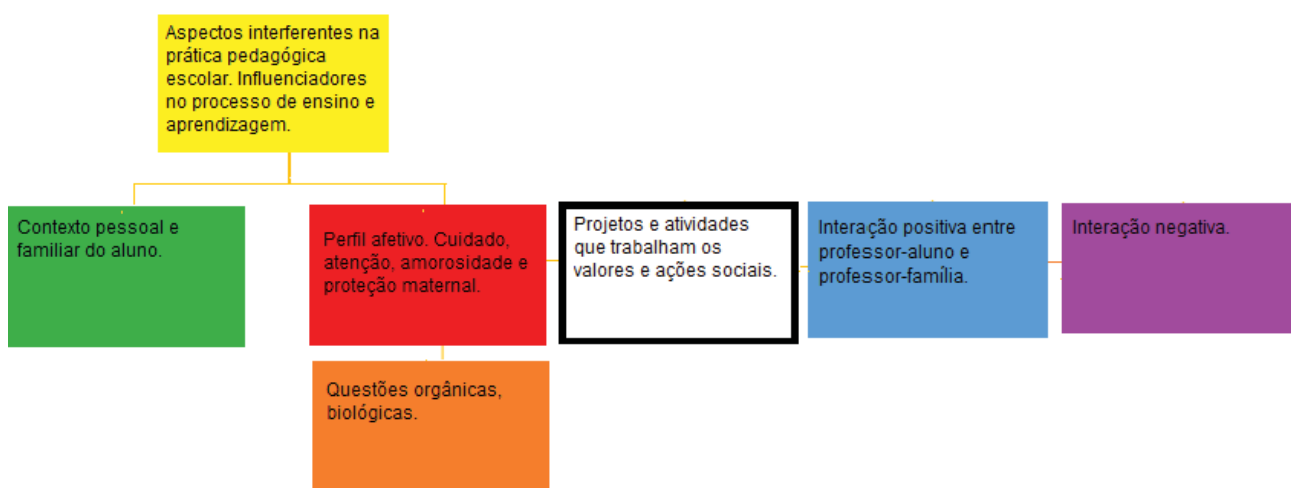 Aspectos interferentes na
prática pedagógica
escolar. Influenciadores
no processo de ensino e
aprendizagem.
Contexto pessoal e
familiar do aluno.
Perfil afetivo. Cuidado,
atenção, amorosidade e
proteção maternal.
Projetos e atividades
que trabalham os
valores e ações sociais.
Interação positiva entre
professor-aluno e
professor-família.
Interação negativa.
Questões orgânicas,
biológicas.